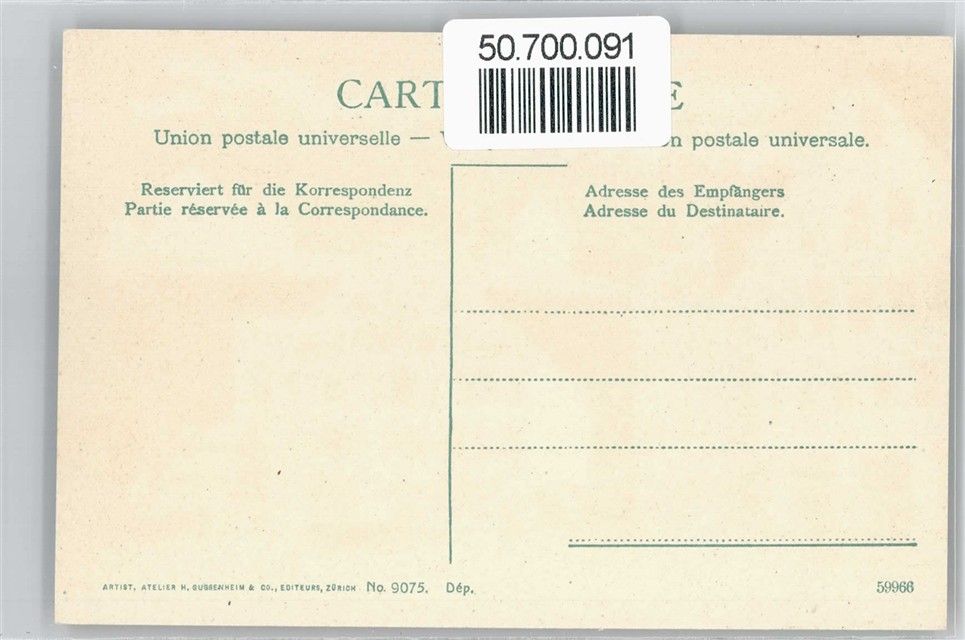 50.700.091
CART E
Union postale universelle — n postale universale.
Reserviert für die Korrespondenz
Partie réservée à la Correspondance.
Adresse des Empfängers
Adresse du Destinataire.
ARTIST. ATELIER H. GUGGENHEIM & CO., EDITEURS, ZÜRICH No. 9075. Dép.
59966